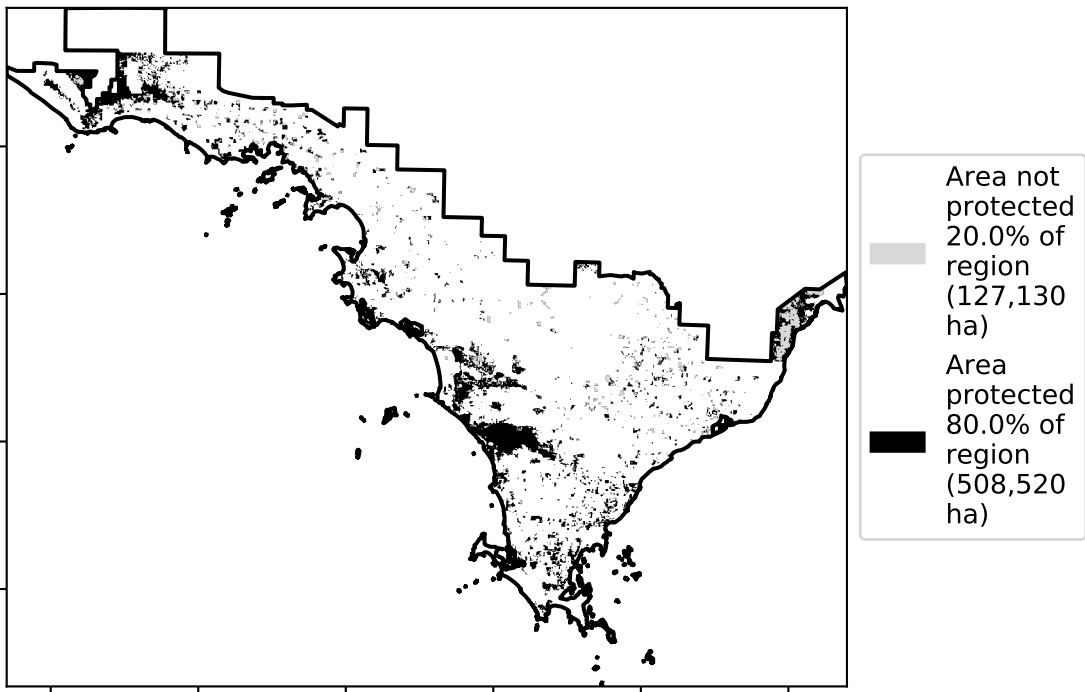 Area not
protected
20.0% of
region
(127,130
ha)
Area
protected
80.0% of
region
(508,520
ha)